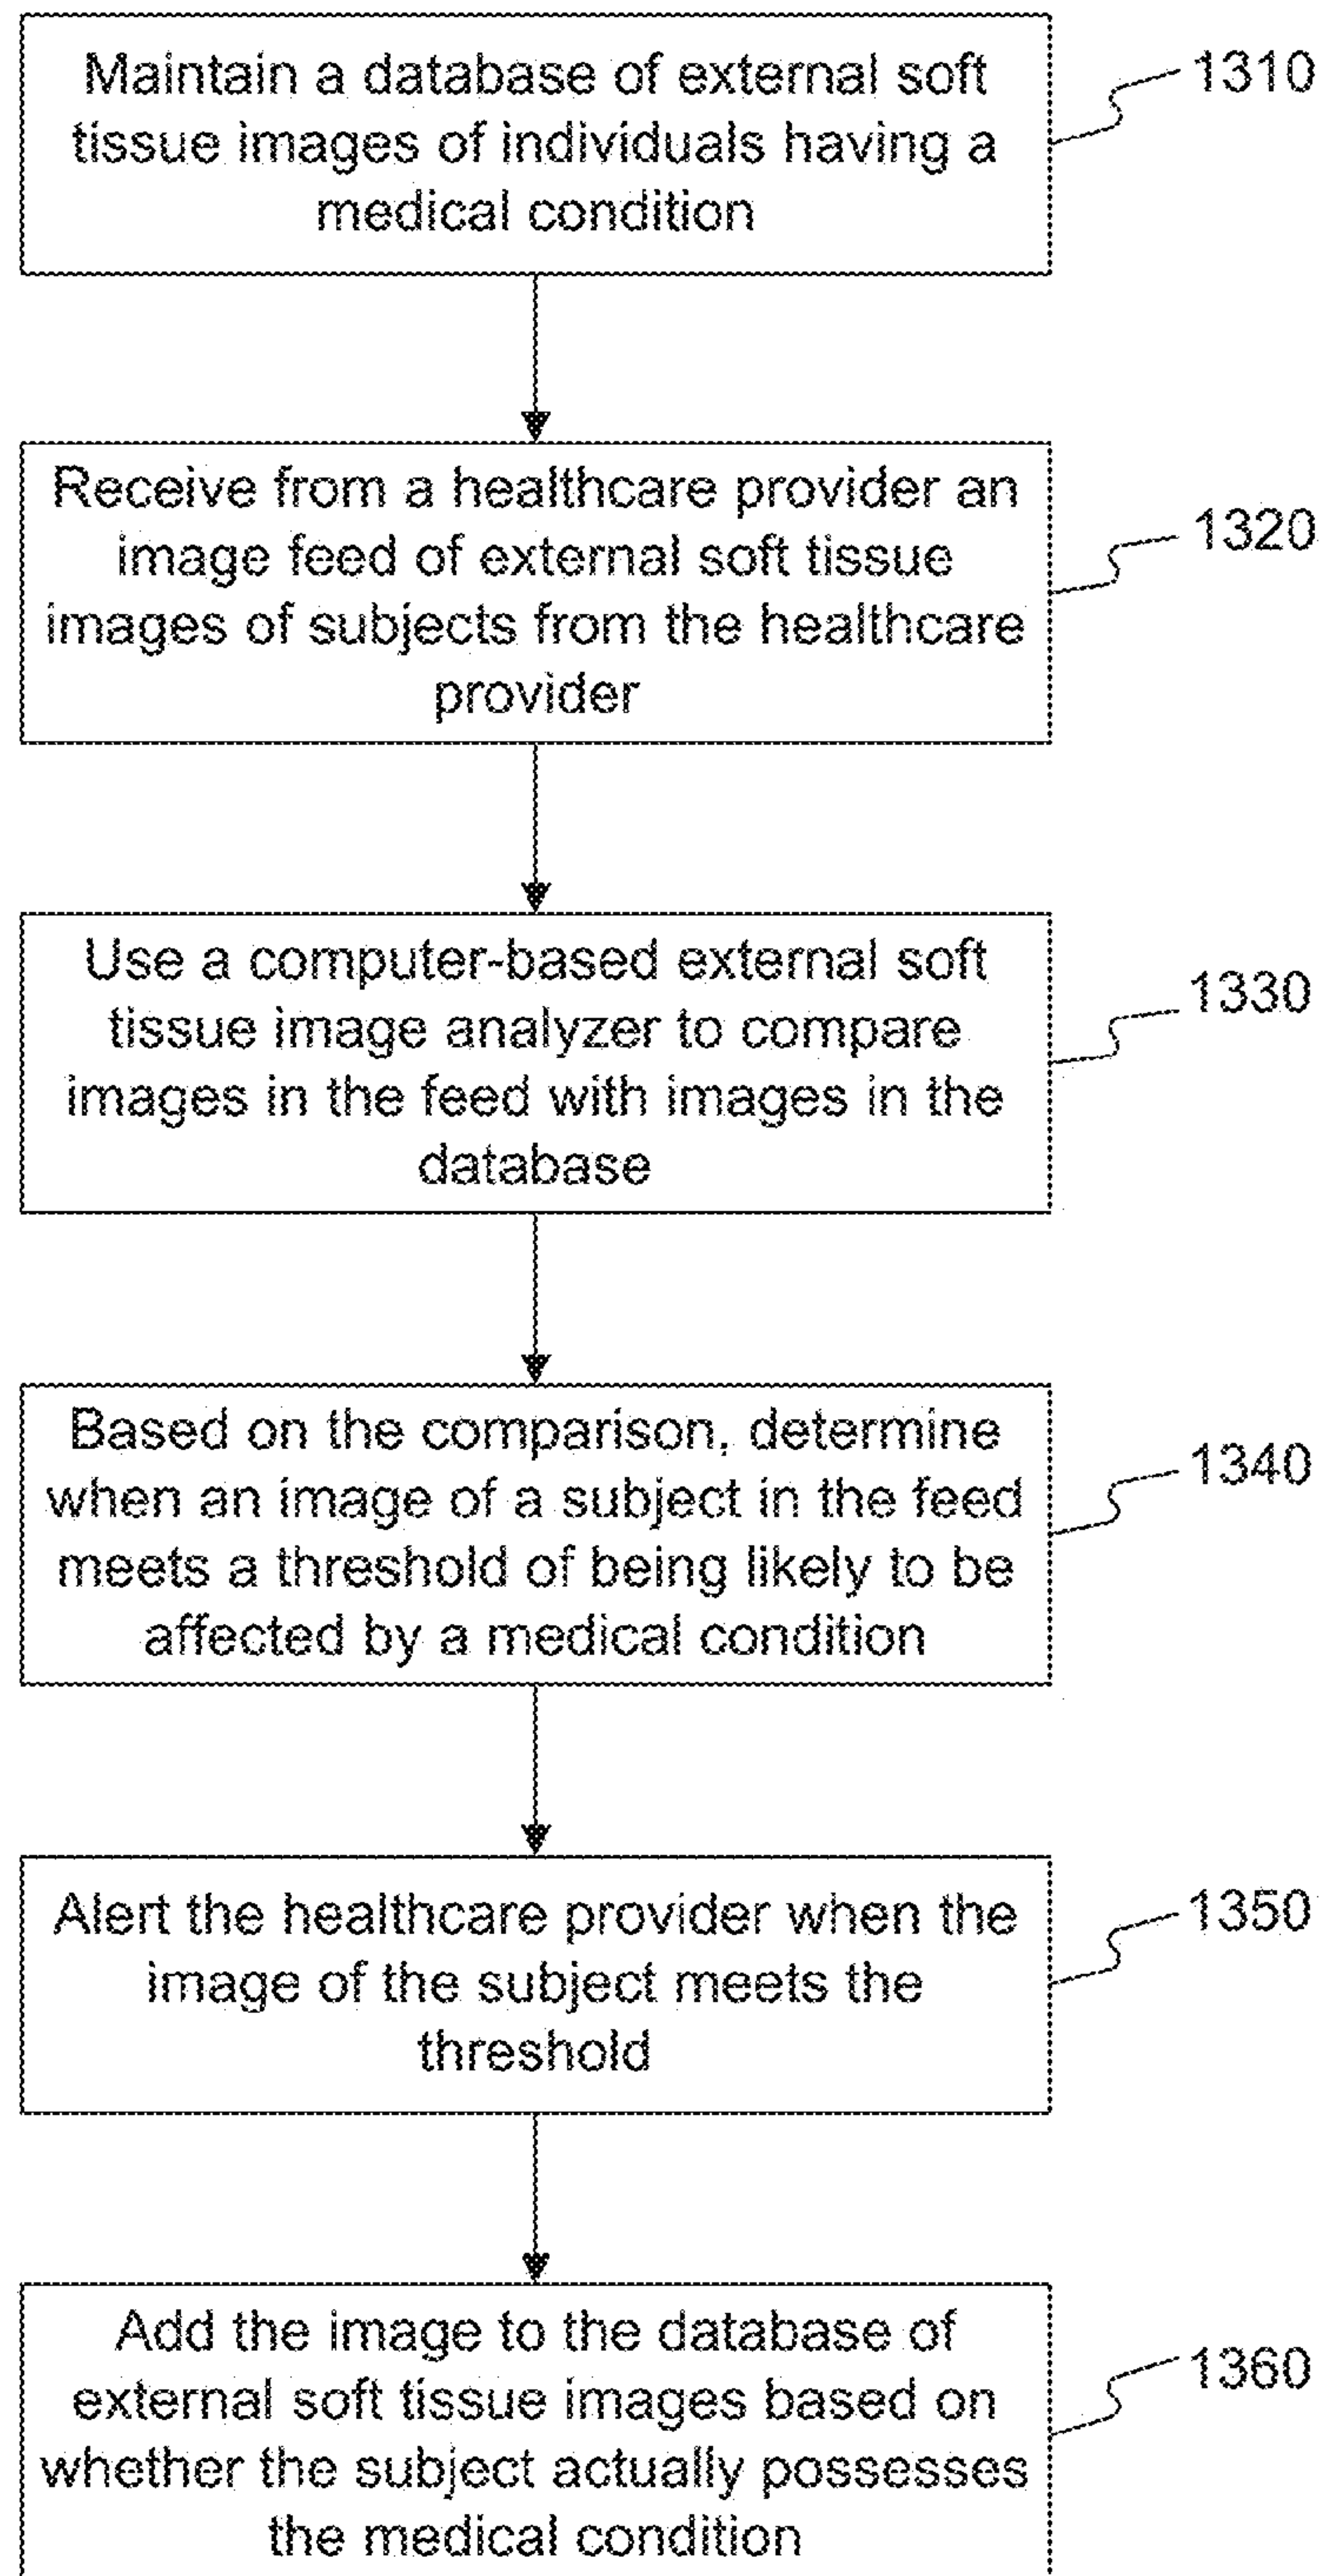 Maintain a database of external soft
tissue images of individuals having a
medical condition
1310
Receive from a healthcare provider an
image feed of external soft tissue
images of subjects from the healthcare
provider
1320
Use a computer-based external soft
tissue image analyzer to compare
images in the feed with images in the
database
1330
Based on the comparison, determine
when an image of a subject in the feed
meets a threshold of being likely to be
affected by a medical condition
1340
Alert the healthcare provider when the
image of the subject meets the
threshold
1350
Add the image to the database of
external soft tissue images based on
whether the subject actually possesses
the medical condition
1360